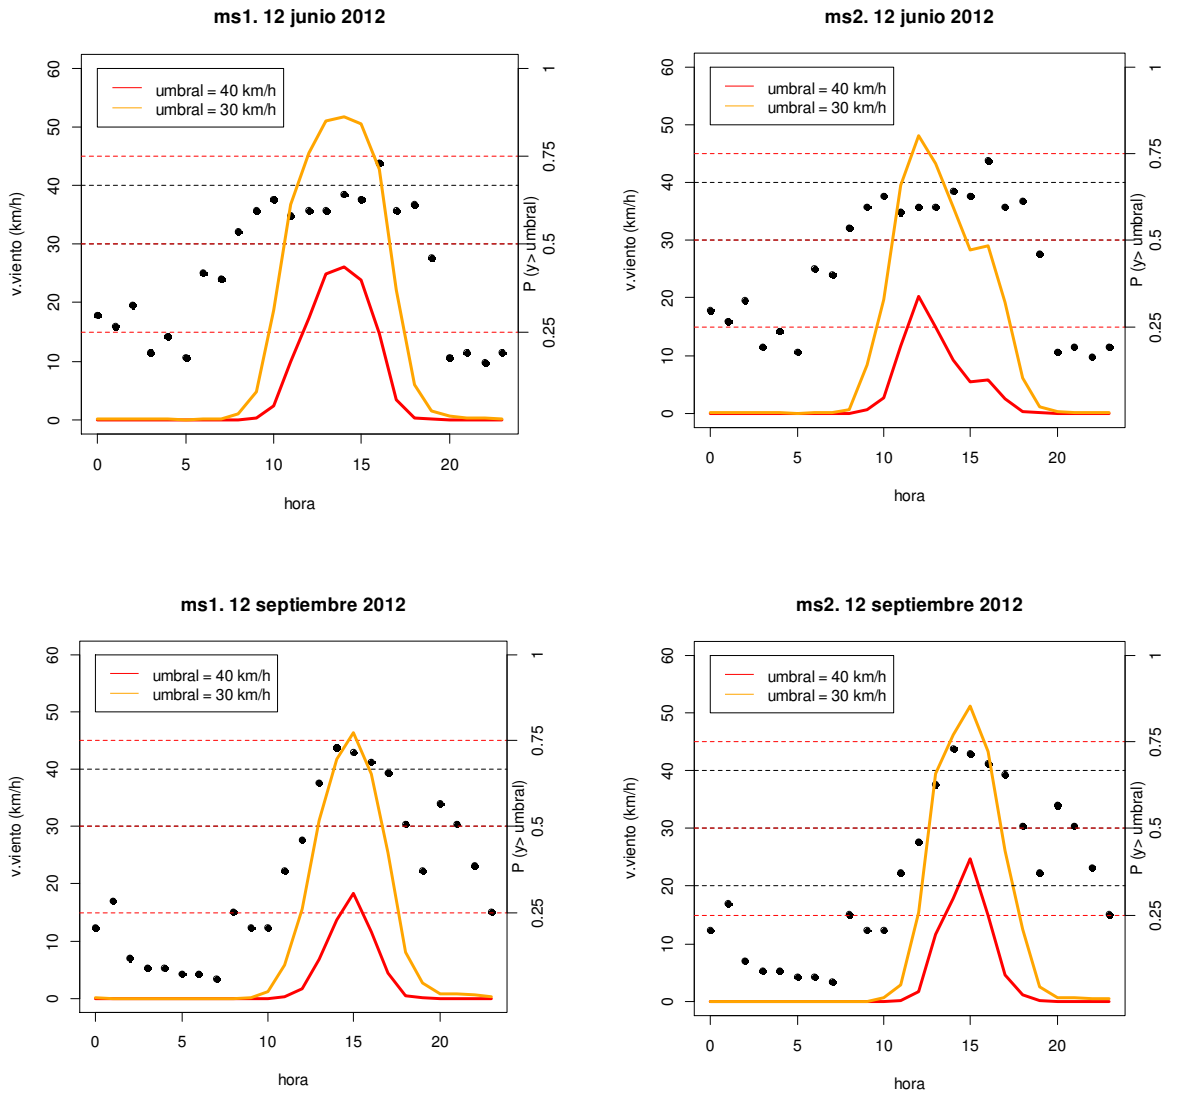 ms1. 12 junio 2012
umbral = 40 km/h
umbral = 30 km/h
v.viento (km/h)
0 10 20 30 40 50 60
P (y> umbral)
0.25 0.5 0.75 1
0 5 10 15 20
hora
ms2. 12 junio 2012
umbral = 40 km/h
umbral = 30 km/h
v.viento (km/h)
0 10 20 30 40 50 60
P (y> umbral)
0.25 0.5 0.75 1
0 5 10 15 20
hora
ms1. 12 septiembre 2012
umbral = 40 km/h
umbral = 30 km/h
v.viento (km/h)
0 10 20 30 40 50 60
P (y> umbral)
0.25 0.5 0.75 1
0 5 10 15 20
hora
ms2. 12 septiembre 2012
umbral = 40 km/h
umbral = 30 km/h
v.viento (km/h)
0 10 20 30 40 50 60
P (y> umbral)
0.25 0.5 0.75 1
0 5 10 15 20
hora